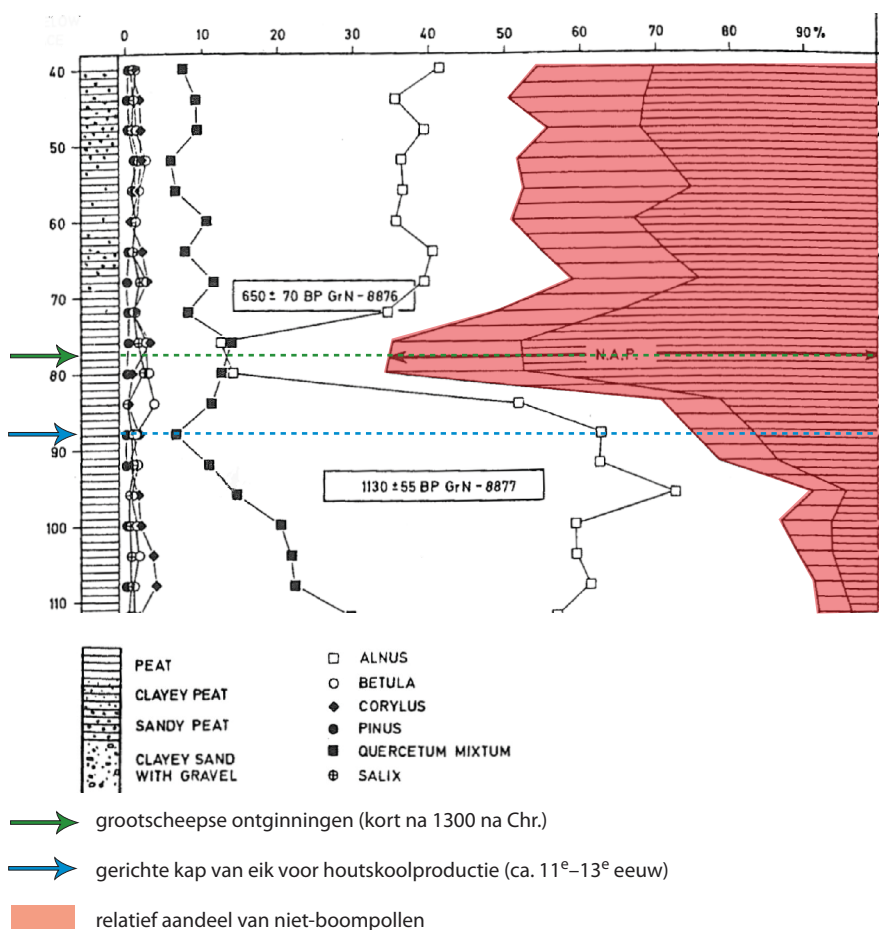 0 10 20 30 40 50 60 70 80 90 %
40
50
60
70
80
90
100
110
650 ± 70 BP GrN - 8876
N.A.P.
1130 ± 55 BP GrN - 8877
PEAT
CLAYEY PEAT
SANDY PEAT
CLAYEY SAND
WITH GRAVEL
ALNUS
BETULA
CORYLUS
PINUS
QUERCETUM MIXTUM
SALIX
grootscheepse ontginningen (kort na 1300 na Chr.)
gerichte kap van eik voor houtskoolproductie (ca. 11e–13e eeuw)
relatief aandeel van niet-boompollen